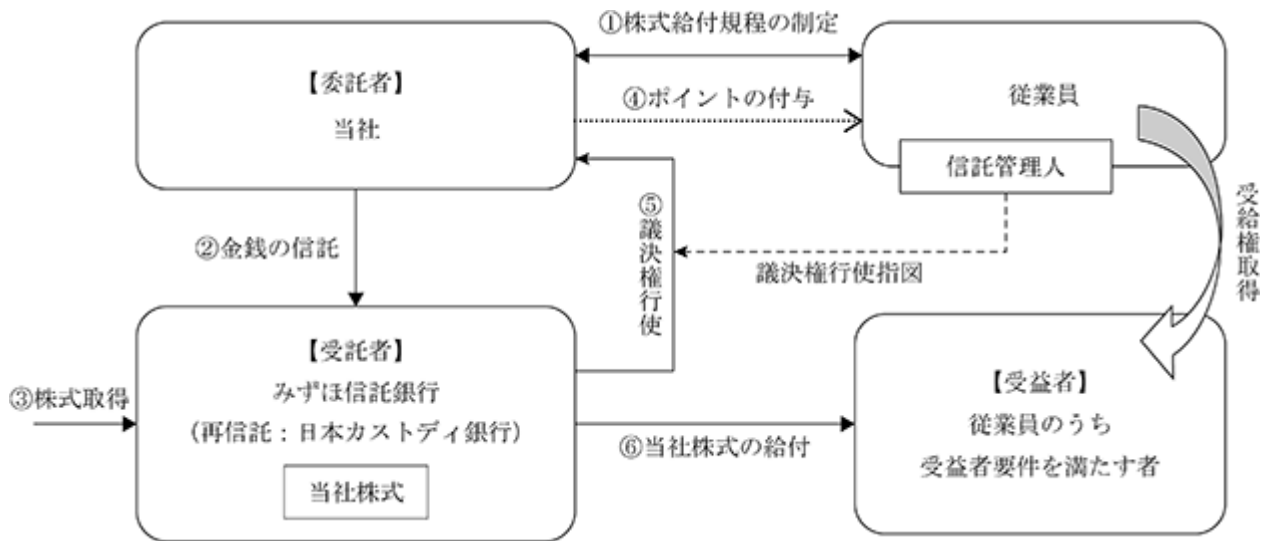 ①株式給付規程の制定
【委託者】
当社
④ポイントの付与
従業員
信託管理人
②金銭の信託
⑤議決権行使
議決権行使指図
受給権取得
【受託者】
みずほ信託銀行
(再信託:日本カストディ銀行)
当社株式
③株式取得
⑥当社株式の給付
【受益者】
従業員のうち
受益者要件を満たす者